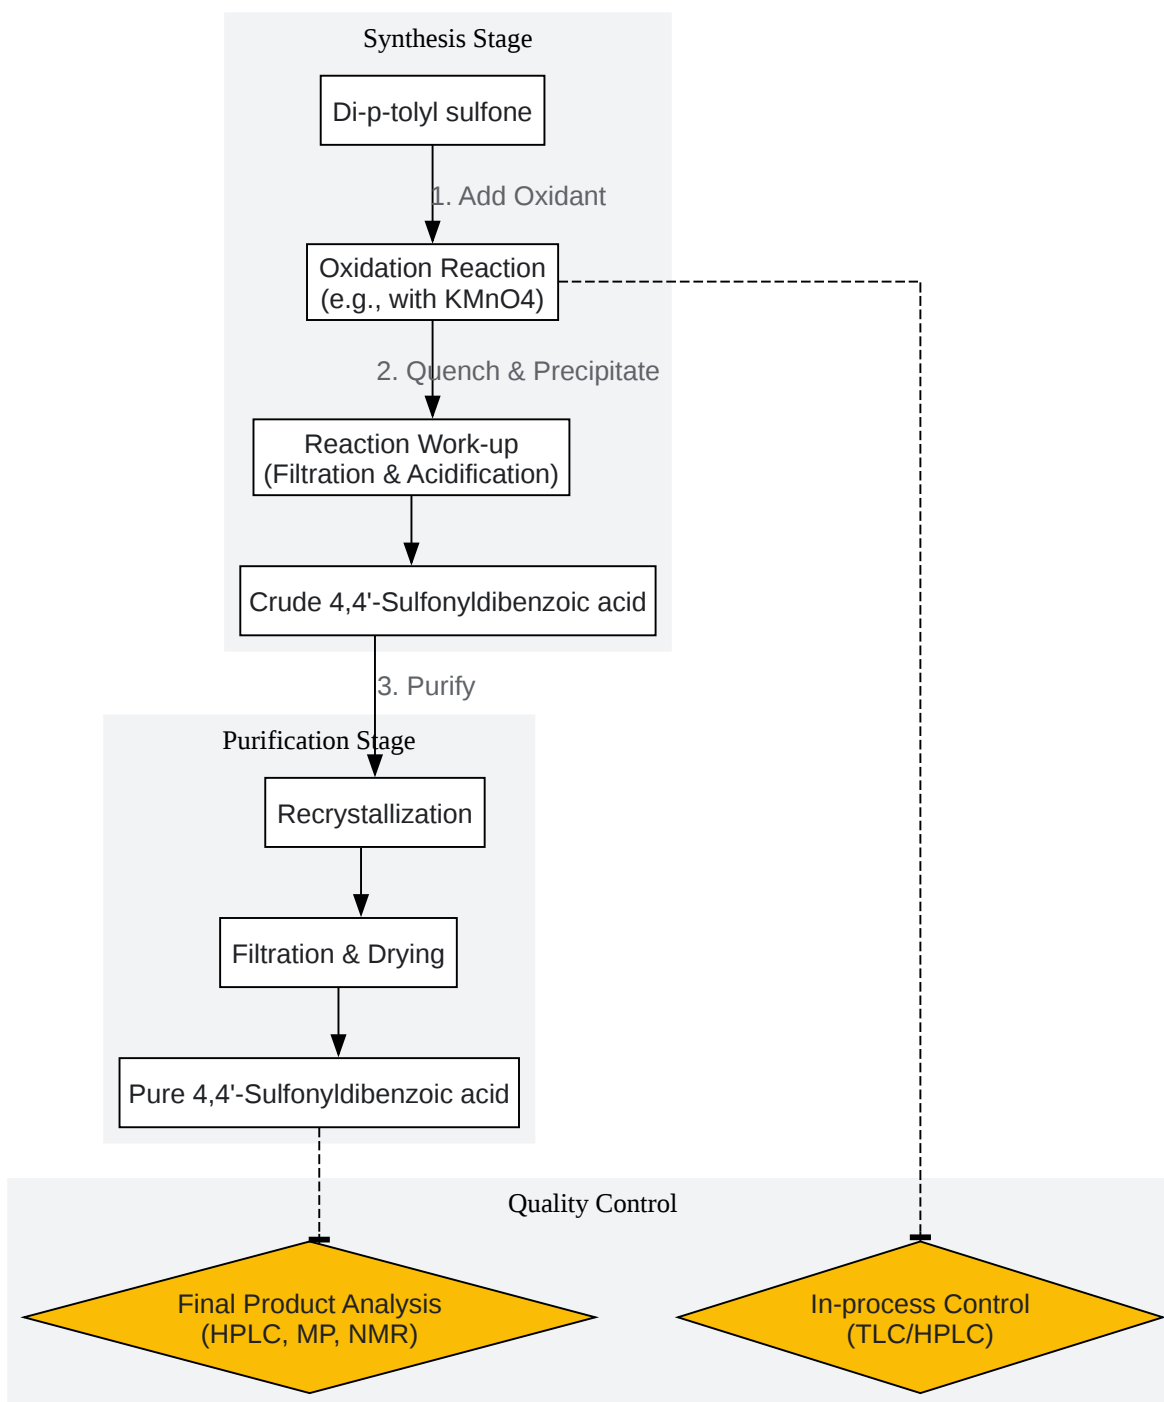 Synthesis Stage
Di-p-tolyl sulfone
1. Add Oxidant
Oxidation Reaction
(e.g., with KMnO4)
2. Quench & Precipitate
Reaction Work-up
(Filtration & Acidification)
Crude 4,4'-Sulfonyldibenzoic acid
3. Purify
Purification Stage
Recrystallization
Filtration & Drying
Pure 4,4'-Sulfonyldibenzoic acid
Quality Control
Final Product Analysis
(HPLC, MP, NMR)
In-process Control
(TLC/HPLC)